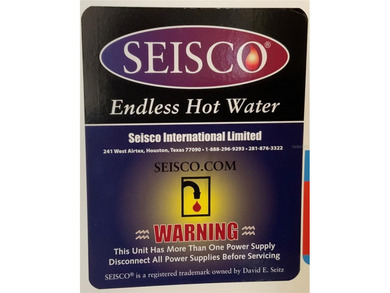 SEISCO®
Endless Hot Water
Seisco International Limited
241 West Airtex, Houston, Texas 77090 • 1-888-296-9293 • 281-876-3322
SEISCO.COM
WARNING
This Unit Has More Than One Power Supply
Disconnect All Power Supplies Before Servicing
SEISCO® is a registered trademark owned by David E. Seitz